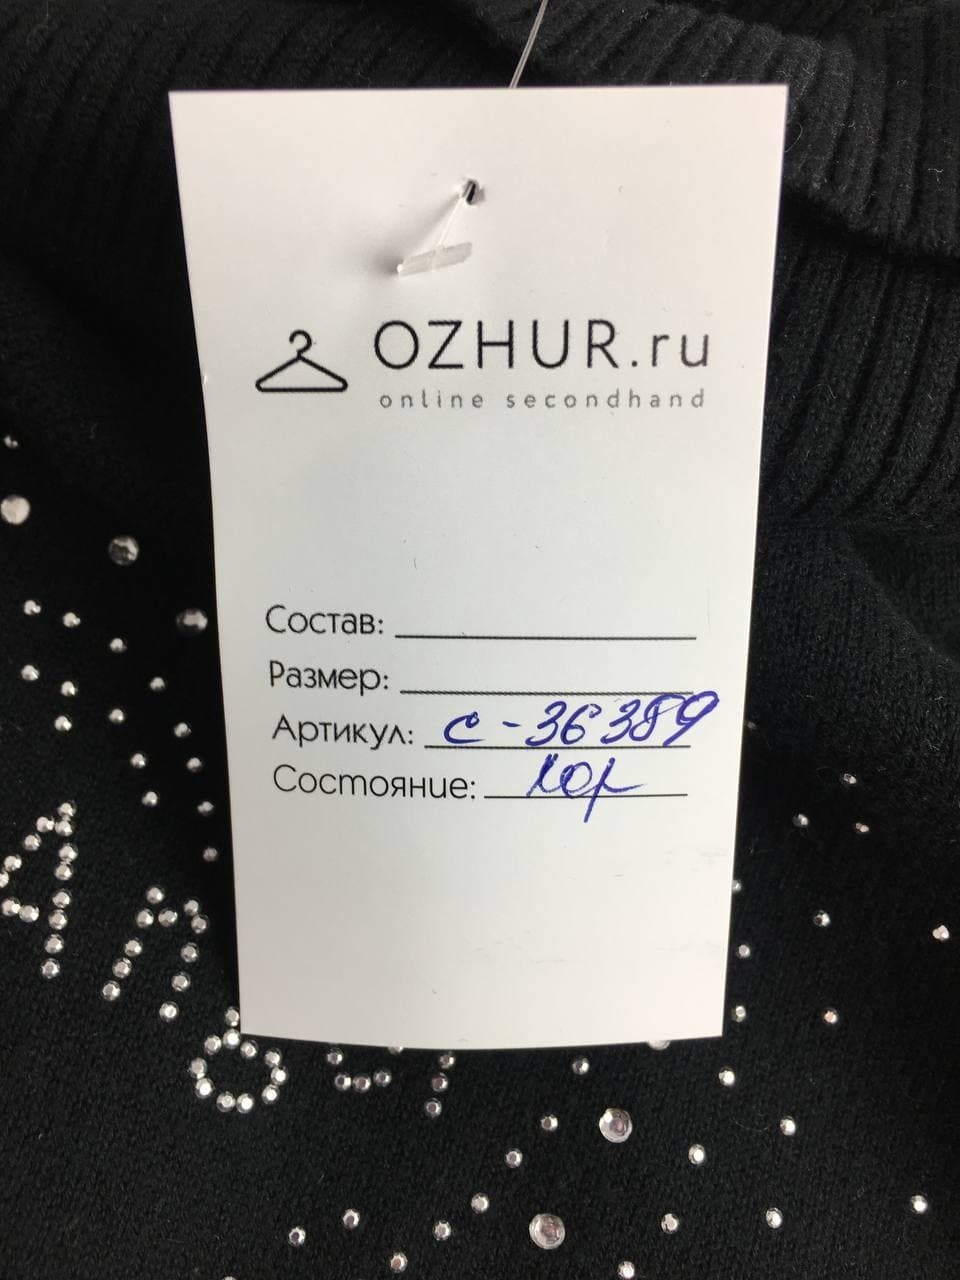 OZHUR.ru
online secondhand
Состав:
Размер:
Артикул: с-36389
Состояние: хор